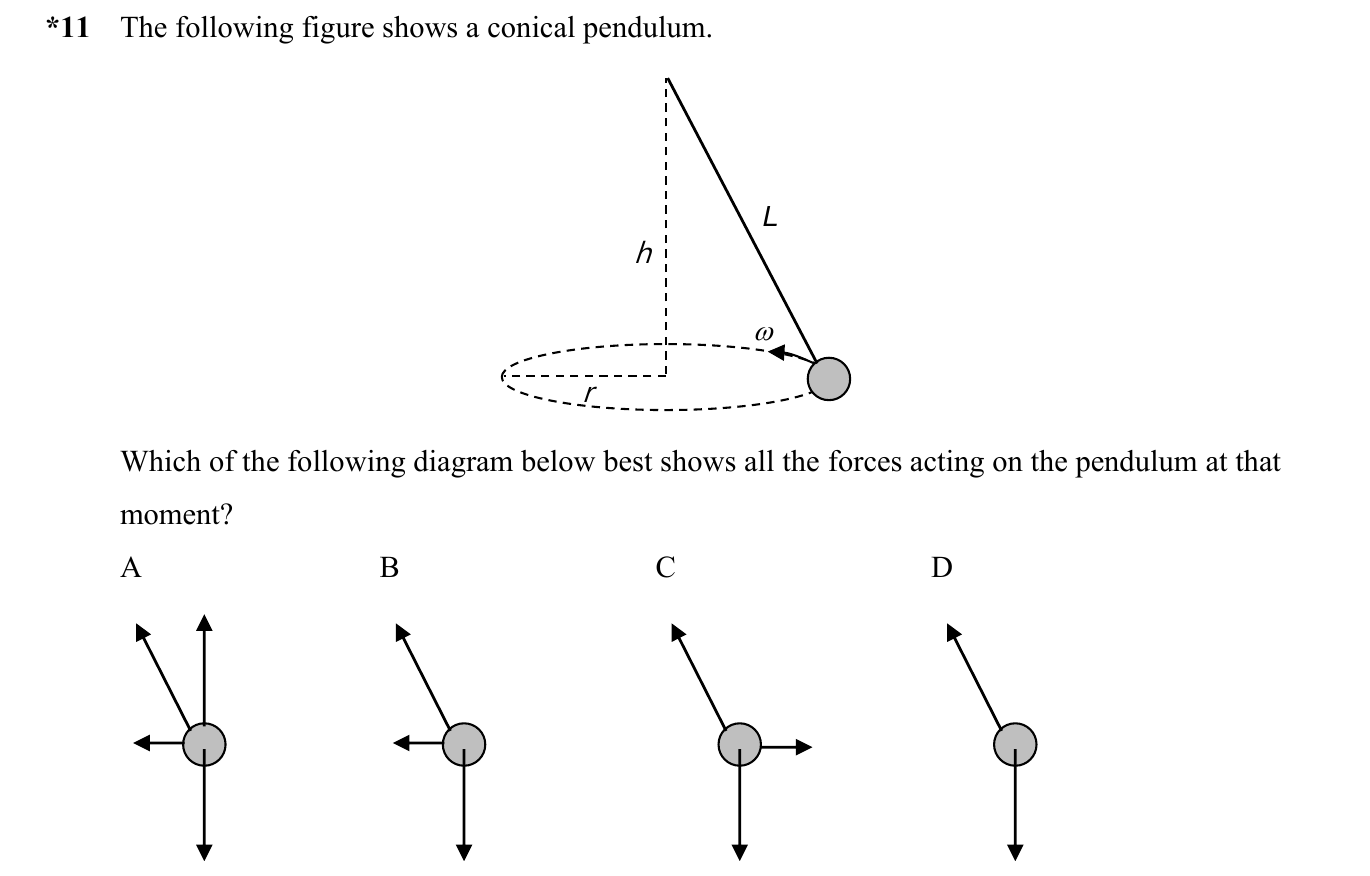 *11 The following figure shows a conical pendulum.
L
h
ω
r
Which of the following diagram below best shows all the forces acting on the pendulum at that
moment?
A B C D